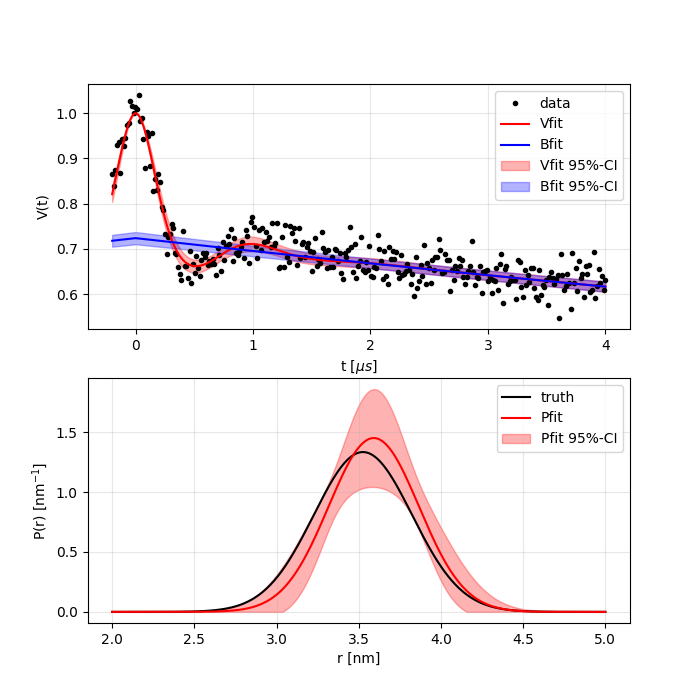 V(t)
1.0
0.9
0.8
0.7
0.6
data
Vfit
Bfit
Vfit 95%-CI
Bfit 95%-CI
0 1 2 3 4
t [μs]
P(r) [nm⁻¹]
1.5
1.0
0.5
0.0
truth
Pfit
Pfit 95%-CI
2.0 2.5 3.0 3.5 4.0 4.5 5.0
r [nm]